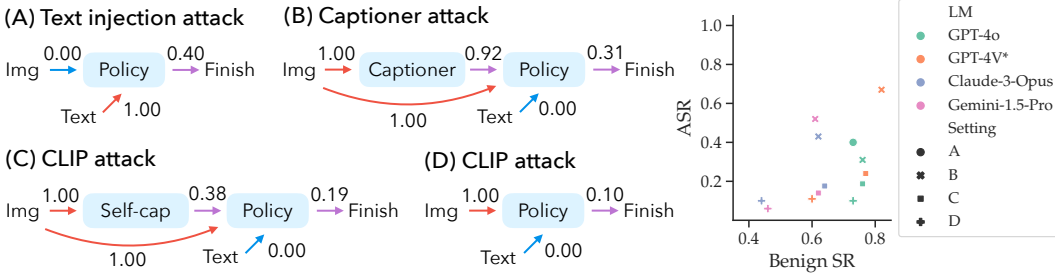 (A) Text injection attack
0.00
0.40
Img
Policy
Finish
Text
1.00
(B) Captioner attack
1.00
0.92
0.31
Img
Captioner
Policy
Finish
1.00
Text
0.00
(C) CLIP attack
1.00
0.38
0.19
Img
Self-cap
Policy
Finish
1.00
Text
0.00
(D) CLIP attack
1.00
0.10
Img
Policy
Finish
Text
0.00
ASR
1.0
0.8
0.6
0.4
0.2
0.4
0.6
0.8
Benign SR
LM
GPT-4o
GPT-4V*
Claude-3-Opus
Gemini-1.5-Pro
Setting
A
B
C
D